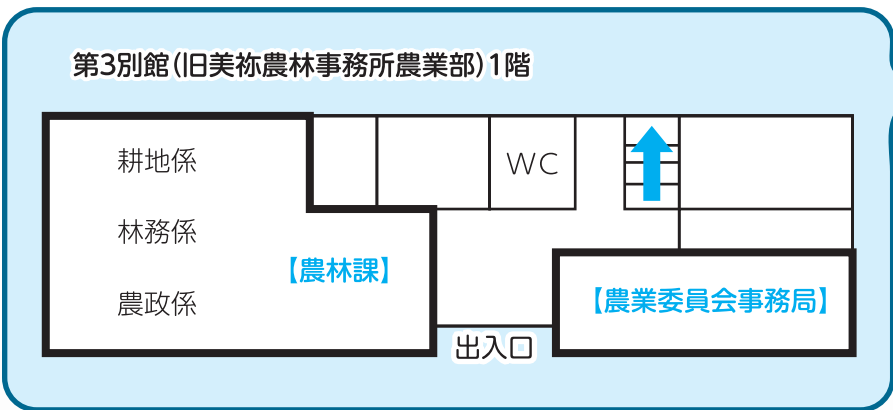 第3別館(旧美祢農林事務所農業部)1階
耕地係
WC
林務係
【農林課】
農政係
【農業委員会事務局】
出入口